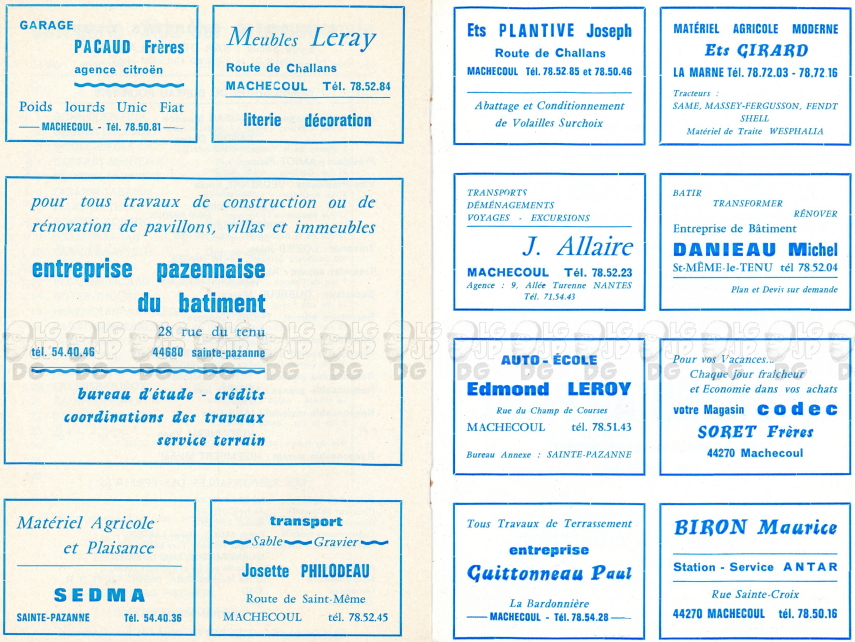 GARAGE
PACAUD Frères
agence citroën
Poids lourds Unic Fiat
MACHECOUL - Tél. 78.50.81
Meubles Leray
Route de Challans
MACHECOUL Tél. 78.52.84
literie décoration
pour tous travaux de construction ou de
rénovation de pavillons, villas et immeubles
entreprise pazennaise
du batiment
28 rue du tenu
tél. 54.40.46 44680 sainte-pazanne
bureau d'étude - crédits
coordinations des travaux
service terrain
Matériel Agricole
et Plaisance
SEDMA
SAINTE-PAZANNE Tél. 54.40.36
transport
Sable Gravier
Josette PHILODEAU
Route de Saint-Même
MACHECOUL tél. 78.52.45
Ets PLANTIVE Joseph
Route de Challans
MACHECOUL Tél. 78.52.85 et 78.50.46
Abattage et Conditionnement
de Volailles Surchoix
MATÉRIEL AGRICOLE MODERNE
Ets GIRARD
LA MARNE Tél. 78.72.03 - 78.72.16
Tracteurs :
SAME, MASSEY-FERGUSSON, FENDT
SHELL
Matériel de Traite WESPHALIA
TRANSPORTS
DÉMÉNAGEMENTS
VOYAGES - EXCURSIONS
J. Allaire
MACHECOUL Tél. 78.52.23
Agence : 9, Allée Turenne NANTES
Tél. 71.54.43
BATIR
TRANSFORMER
RÉNOVER
Entreprise de Bâtiment
DANIEAU Michel
St-MÊME-le-TENU tél 78.52.04
Plan et Devis sur demande
AUTO-ÉCOLE
Edmond LEROY
Rue du Champ de Courses
MACHECOUL tél. 78.51.43
Bureau Annexe : SAINTE-PAZANNE
Pour vos Vacances...
Chaque jour fraîcheur
et Economie dans vos achats
votre Magasin codec
SORET Frères
44270 Machecoul
Tous Travaux de Terrassement
entreprise
Guittonneau Paul
La Bardonnière
MACHECOUL - Tél. 78.54.28
BIRON Maurice
Station-Service ANTAR
Rue Sainte-Croix
44270 MACHECOUL tél. 78.50.16